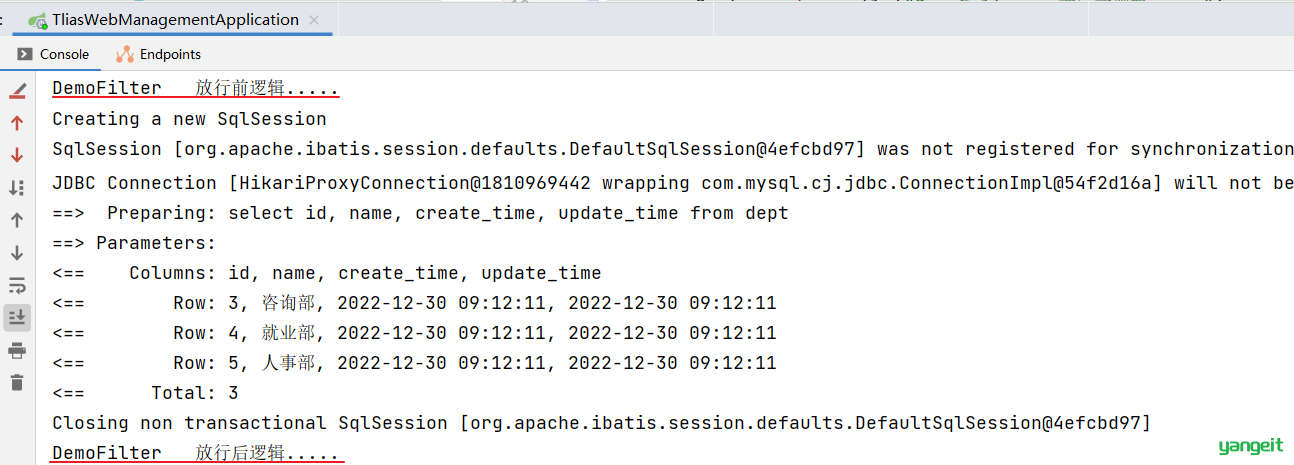 TliasWebManagementApplication
Console Endpoints
DemoFilter 放行前逻辑.....
Creating a new SqlSession
SqlSession [org.apache.ibatis.session.defaults.DefaultSqlSession@4efcbd97] was not registered for synchronization
JDBC Connection [HikariProxyConnection@1810969442 wrapping com.mysql.cj.jdbc.ConnectionImpl@54f2d16a] will not be
==> Preparing: select id, name, create_time, update_time from dept
==> Parameters:
<== Columns: id, name, create_time, update_time
<== Row: 3, 咨询部, 2022-12-30 09:12:11, 2022-12-30 09:12:11
<== Row: 4, 就业部, 2022-12-30 09:12:11, 2022-12-30 09:12:11
<== Row: 5, 人事部, 2022-12-30 09:12:11, 2022-12-30 09:12:11
<== Total: 3
Closing non transactional SqlSession [org.apache.ibatis.session.defaults.DefaultSqlSession@4efcbd97]
DemoFilter 放行后逻辑.....
yangeit